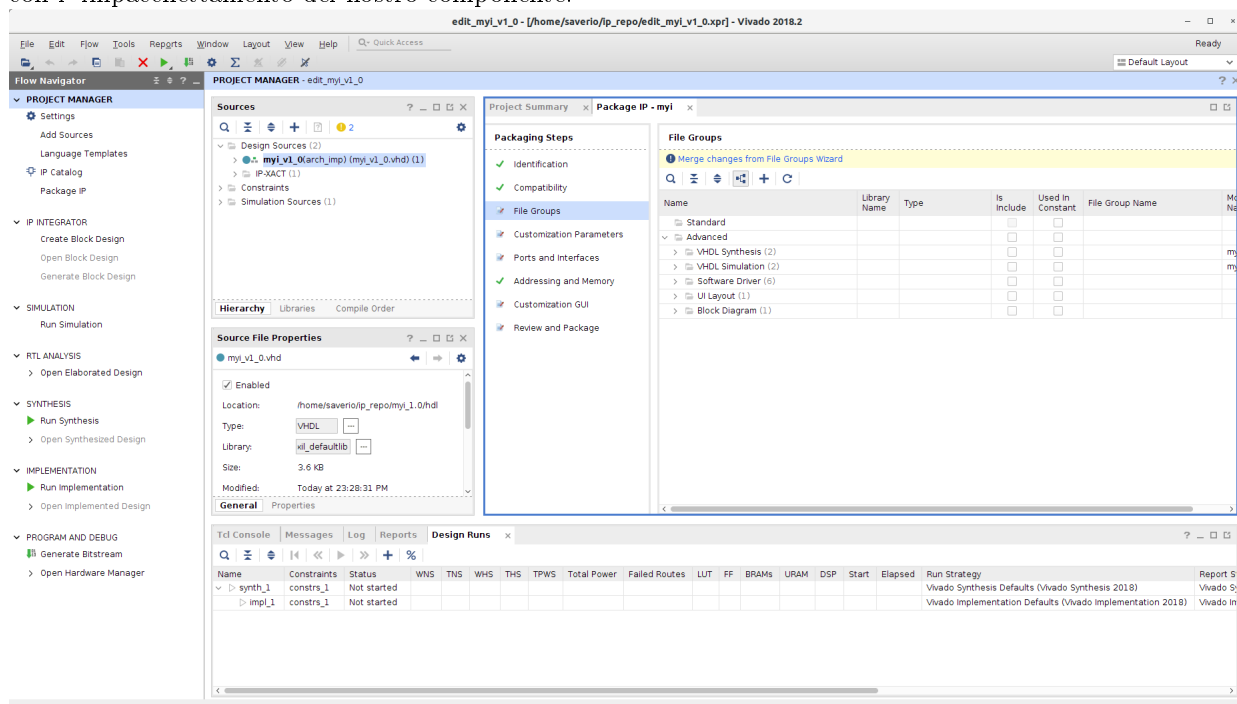 con l' impacchettamento del nostro componente.
edit_myi_v1_0 - [/home/saverio/ip_repo/edit_myi_v1_0.xpr] - Vivado 2018.2
File Edit Flow Tools Reports Window Layout View Help Q- Quick Access Ready
Default Layout
Flow Navigator
PROJECT MANAGER - edit_myi_v1_0
PROJECT MANAGER
Settings
Add Sources
Language Templates
IP Catalog
Package IP
IP INTEGRATOR
Create Block Design
Open Block Design
Generate Block Design
SIMULATION
Run Simulation
RTL ANALYSIS
Open Elaborated Design
SYNTHESIS
Run Synthesis
Open Synthesized Design
IMPLEMENTATION
Run Implementation
Open Implemented Design
PROGRAM AND DEBUG
Generate Bitstream
Open Hardware Manager
Sources
2
Design Sources (2)
myi_v1_0(arch_imp) (myi_v1_0.vhd) (1)
IP-XACT (1)
Constraints
Simulation Sources (1)
Hierarchy Libraries Compile Order
Source File Properties
myi_v1_0.vhd
Enabled
Location: /home/saverio/ip_repo/myi_1.0/hdl
Type: VHDL
Library: xil_defaultlib
Size: 3.6 KB
Modified: Today at 23:28:31 PM
General Properties
Project Summary Package IP - myi
Packaging Steps
Identification
Compatibility
File Groups
Customization Parameters
Ports and Interfaces
Addressing and Memory
Customization GUI
Review and Package
File Groups
Merge changes from File Groups Wizard
Name Library Name Type Is Include Used In Constant File Group Name
Standard
Advanced
VHDL Synthesis (2) my
VHDL Simulation (2) my
Software Driver (6)
UI Layout (1)
Block Diagram (1)
Tcl Console Messages Log Reports Design Runs
Name Constraints Status WNS TNS WHS THS TPWS Total Power Failed Routes LUT FF BRAMs URAM DSP Start Elapsed Run Strategy Report S
synth_1 constrs_1 Not started Vivado Synthesis Defaults (Vivado Synthesis 2018) Vivado Sy
impl_1 constrs_1 Not started Vivado Implementation Defaults (Vivado Implementation 2018) Vivado Im